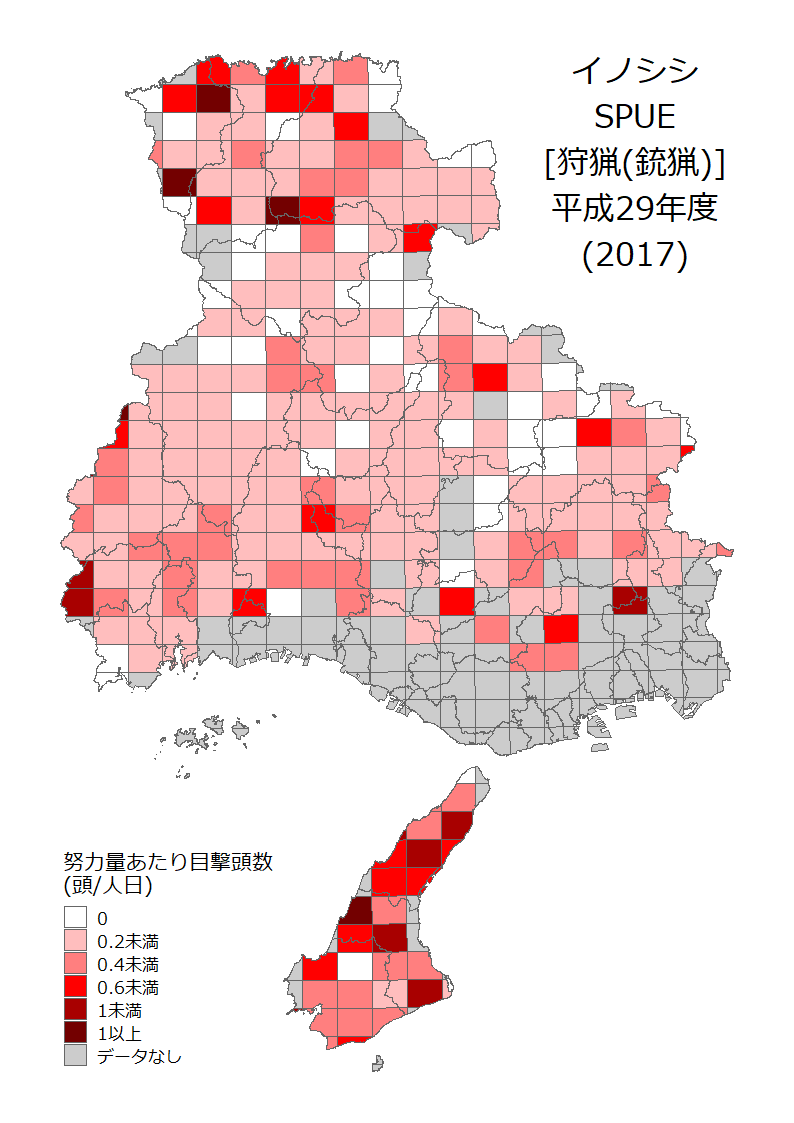 イノシシ
SPUE
[狩猟(銃猟)]
平成29年度
(2017)
努力量あたり目撃頭数
(頭/人日)
0
0.2未満
0.4未満
0.6未満
1未満
1以上
データなし